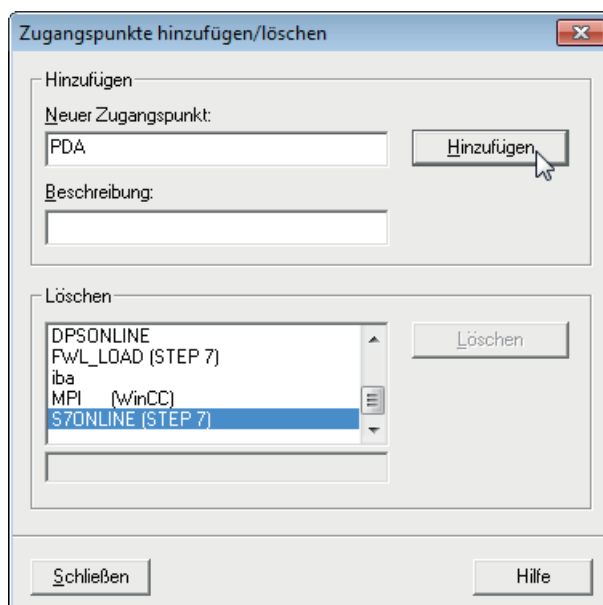 Zugangspunkte hinzufügen/löschen
Hinzufügen
Neuer Zugangspunkt:
PDA
Hinzufügen
Beschreibung:
Löschen
DPSONLINE
FWL_LOAD (STEP 7)
iba
MPI (WinCC)
S7ONLINE (STEP 7)
Löschen
Schließen
Hilfe